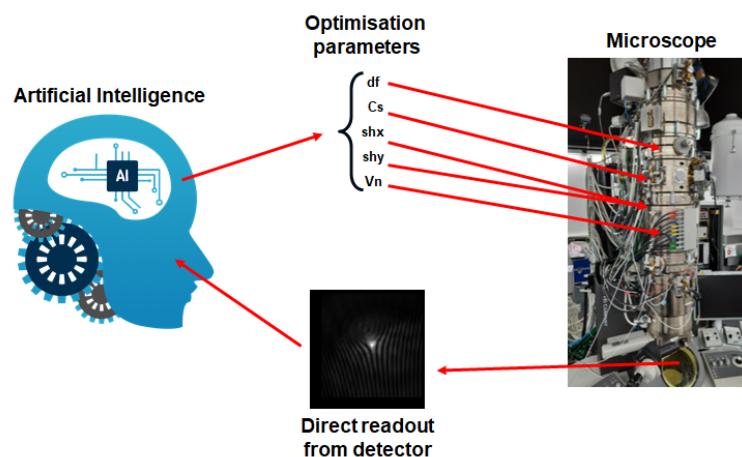 Optimisation
parameters
Microscope
Artificial Intelligence
df
Cs
shx
shy
Vn
AI
Direct readout
from detector